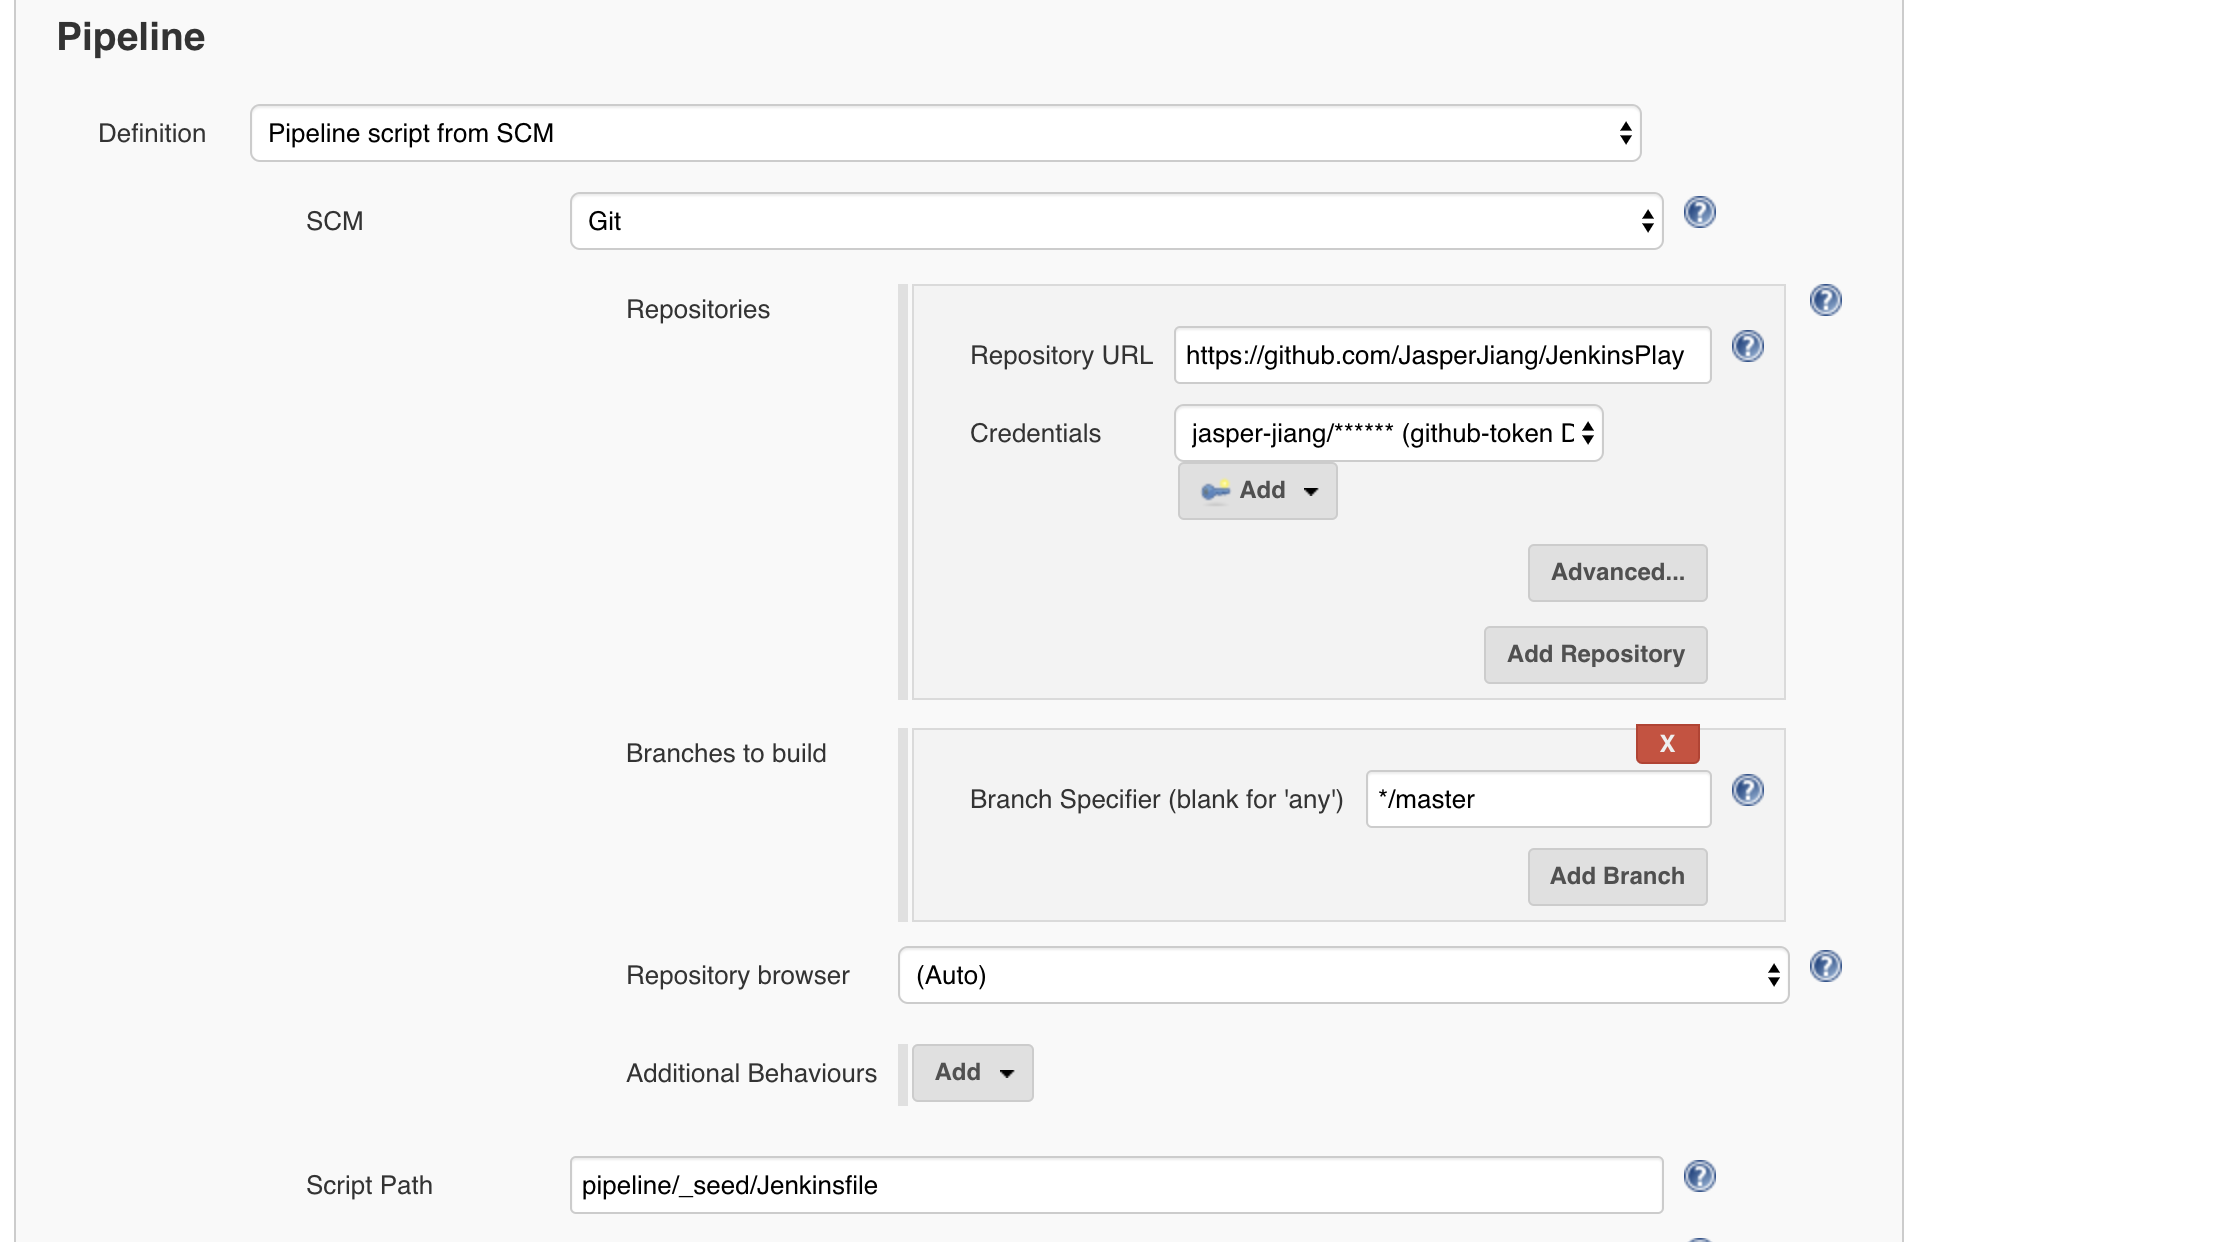 Pipeline
Definition Pipeline script from SCM
SCM Git
Repositories
Repository URL https://github.com/JasperJiang/JenkinsPlay
Credentials jasper-jiang/****** (github-token D
Add
Advanced...
Add Repository
Branches to build X
Branch Specifier (blank for 'any') */master
Add Branch
Repository browser (Auto)
Additional Behaviours Add
Script Path pipeline/_seed/Jenkinsfile